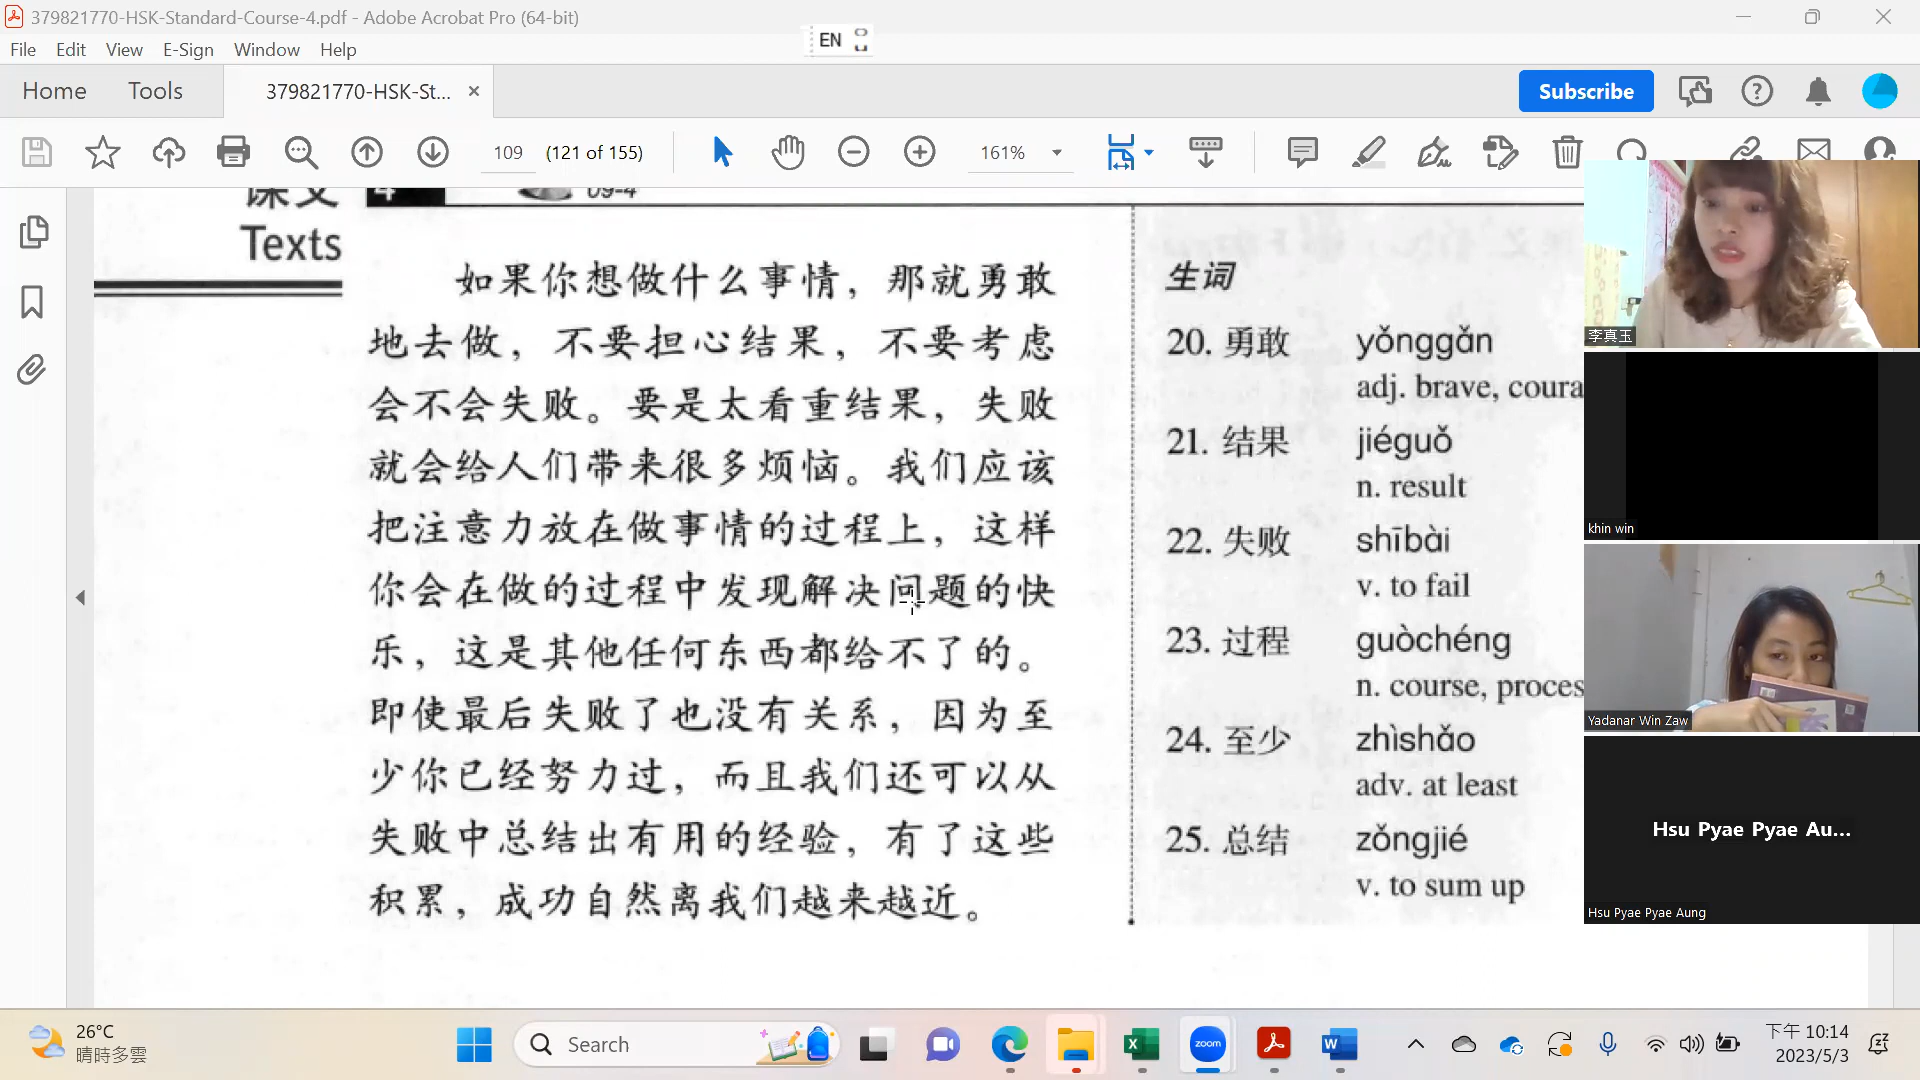 379821770-HSK-Standard-Course-4.pdf - Adobe Acrobat Pro (64-bit)
File Edit View E-Sign Window Help
EN
Home Tools 379821770-HSK-St...
Subscribe
109 (121 of 155) 161%
课文 4 09-4
Texts
如果你想做什么事情，那就勇敢
地去做，不要担心结果，不要考虑
会不会失败。要是太看重结果，失败
就会给人们带来很多烦恼。我们应该
把注意力放在做事情的过程上，这样
你会在做的过程中发现解决问题的快
乐，这是其他任何东西都给不了的。
即使最后失败了也没有关系，因为至
少你已经努力过，而且我们还可以从
失败中总结出有用的经验，有了这些
积累，成功自然离我们越来越近。
生词
20. 勇敢 yǒnggǎn
adj. brave, coura
21. 结果 jiéguǒ
n. result
22. 失败 shībài
v. to fail
23. 过程 guòchéng
n. course, proces
24. 至少 zhìshǎo
adv. at least
25. 总结 zǒngjié
v. to sum up
李真玉
khin win
Yadanar Win Zaw
Hsu Pyae Pyae Au...
Hsu Pyae Pyae Aung
26°C
晴時多雲
Search
zoom
下午 10:14
2023/5/3